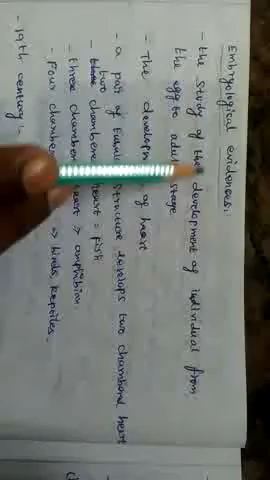 Embryological evidences:
- the study of the development of individual from
the egg to adult stage
- The develop of heart
- a pair of tubul structure develops two chambered heart
- two chambere heart = fish
- three chamber heart => amphibian
- Four chamber => birds, reptiles.
- 19th century